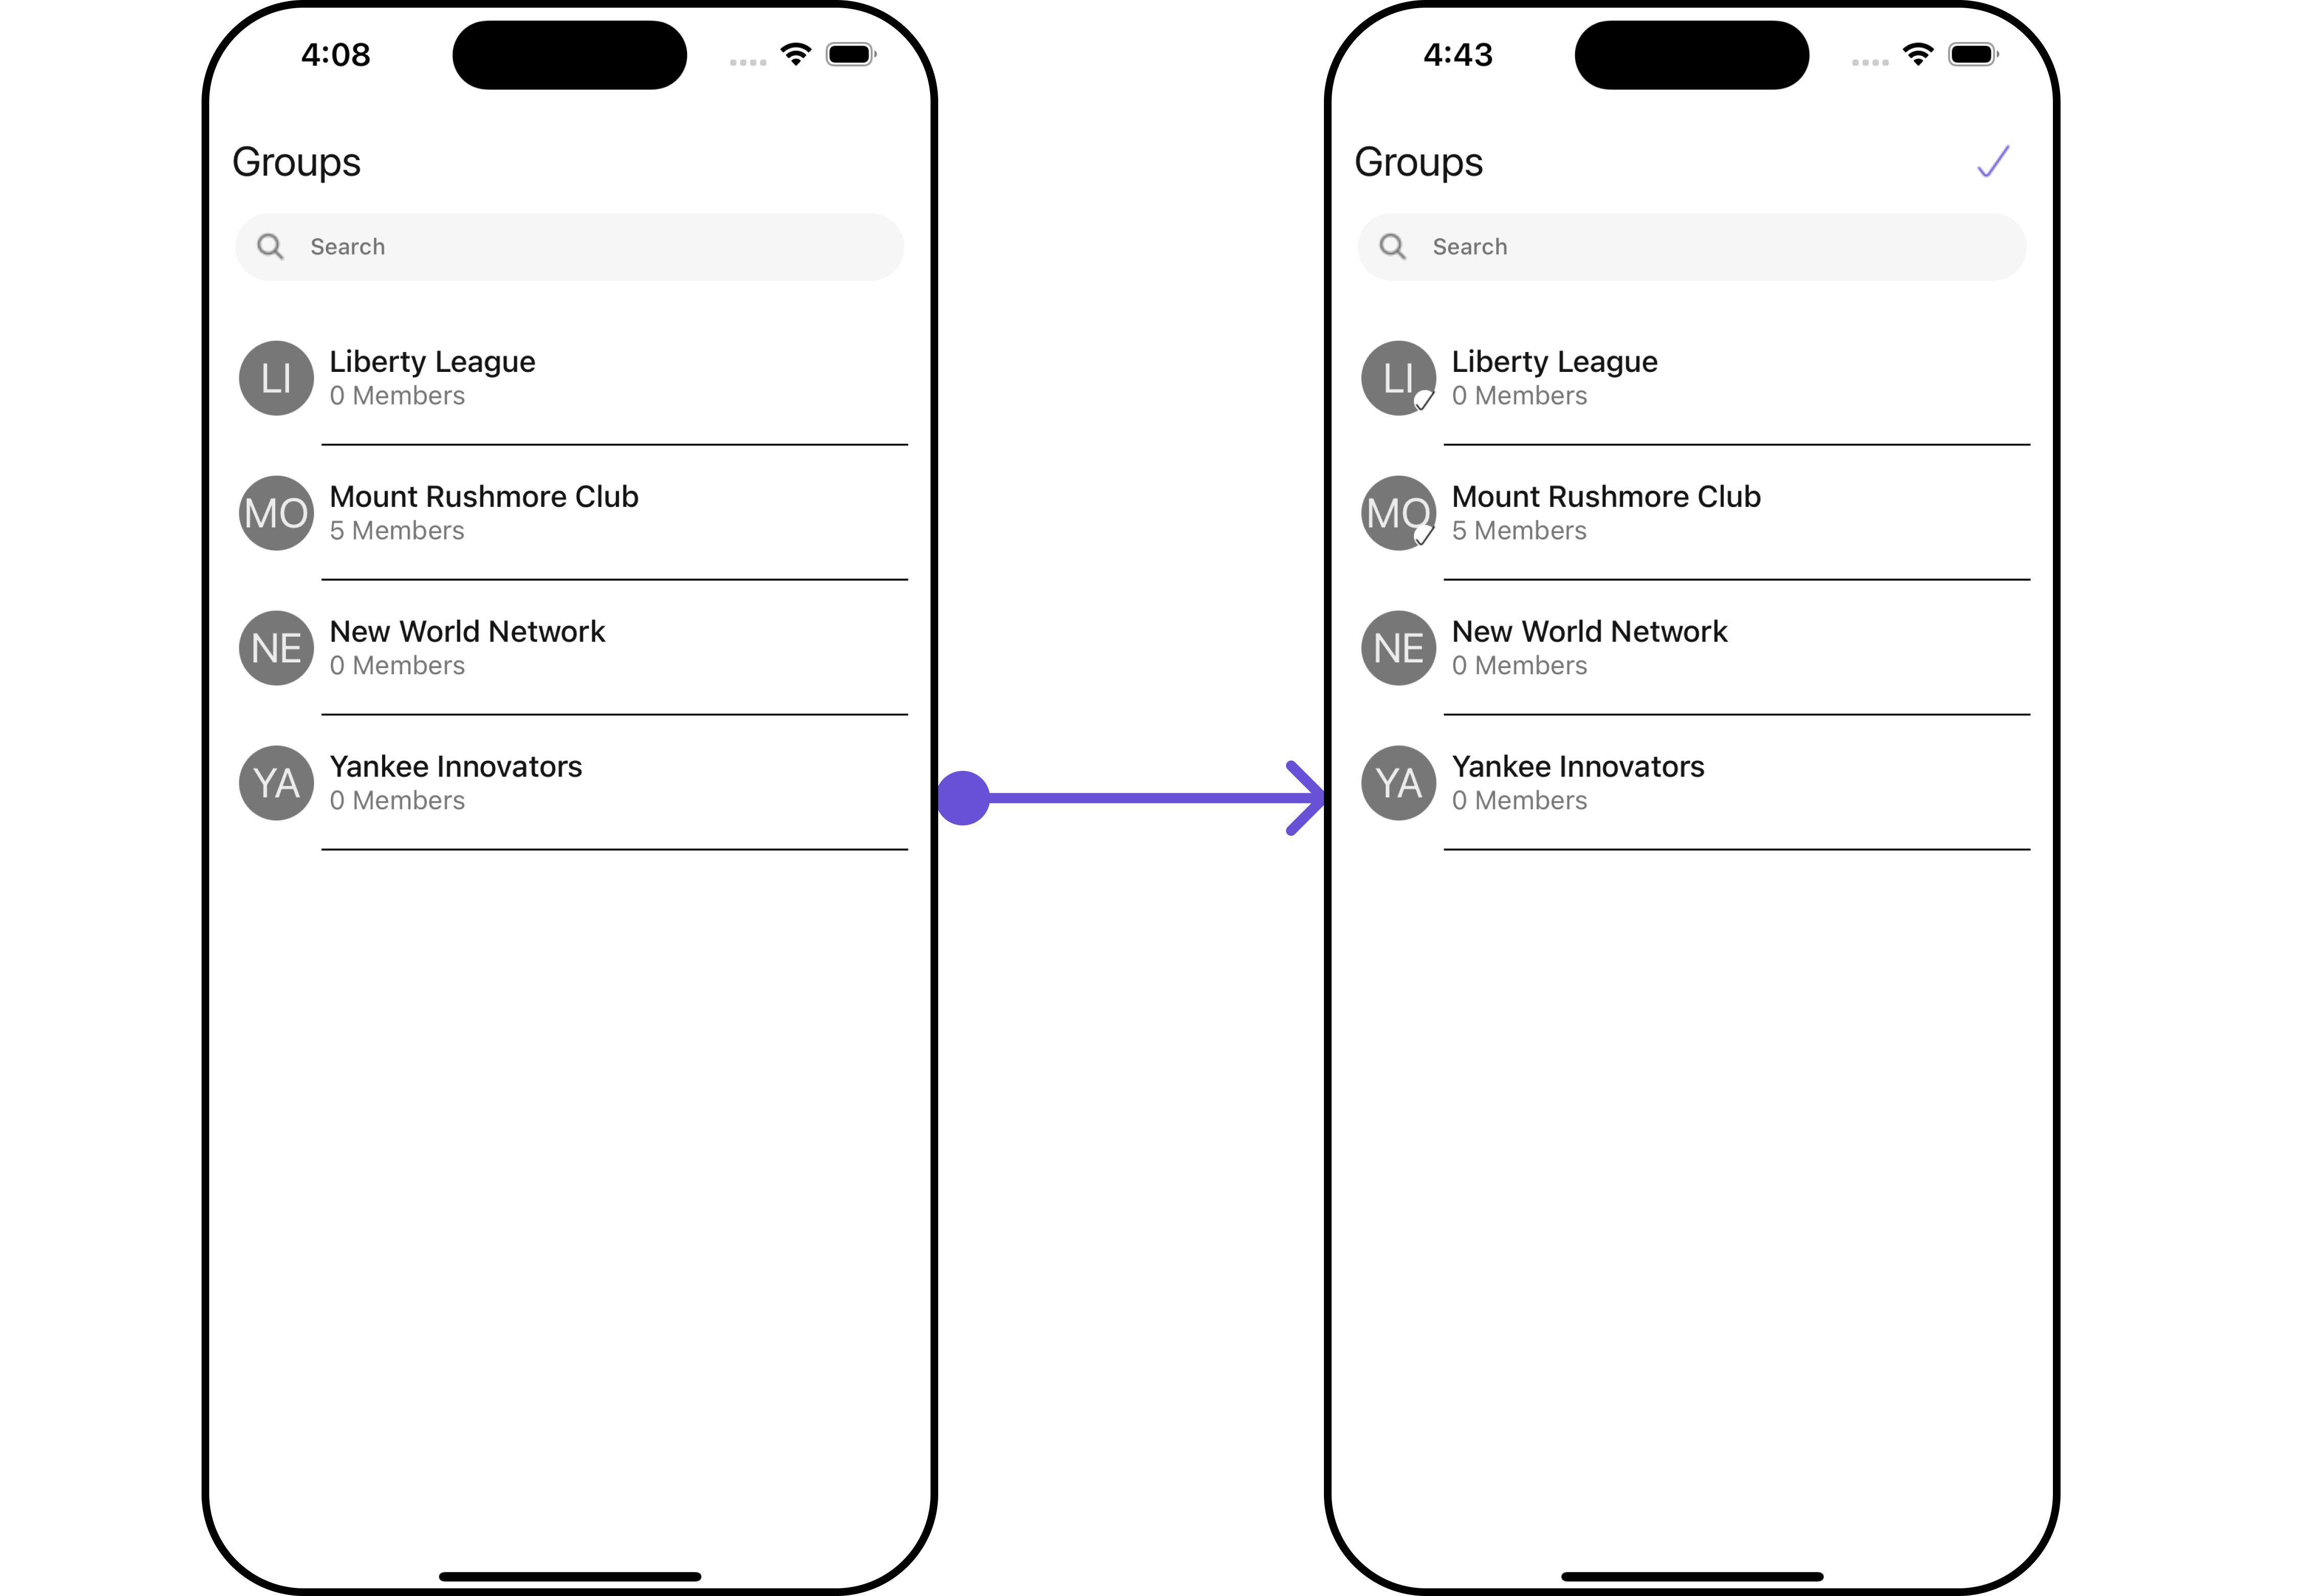 4:08
Groups
Search
LI
Liberty League
0 Members
MO
Mount Rushmore Club
5 Members
NE
New World Network
0 Members
YA
Yankee Innovators
0 Members
4:43
Groups
Search
LI
Liberty League
0 Members
MO
Mount Rushmore Club
5 Members
NE
New World Network
0 Members
YA
Yankee Innovators
0 Members